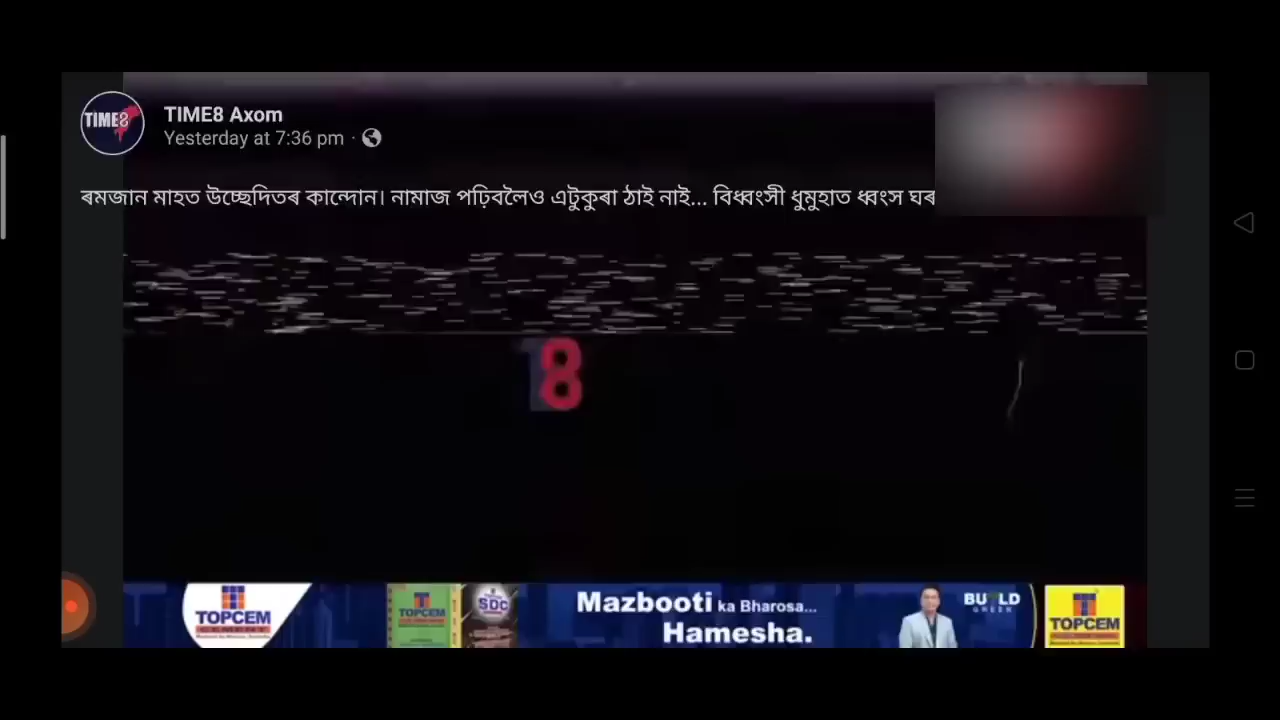 TIME8
TIME8 Axom
Yesterday at 7:36 pm ·
ৰমজান মাহত উচ্ছেদিতৰ কান্দোন। নামাজ পঢ়িবলৈও এটুকুৰা ঠাই নাই... বিধ্বংসী ধুমুহাত ধ্বংস ঘৰ
8
TOPCEM
CEMENT
TOPCEM
SDC
Mazbooti ka Bharosa...
Hamesha.
BUILD
GREEN
TOPCEM